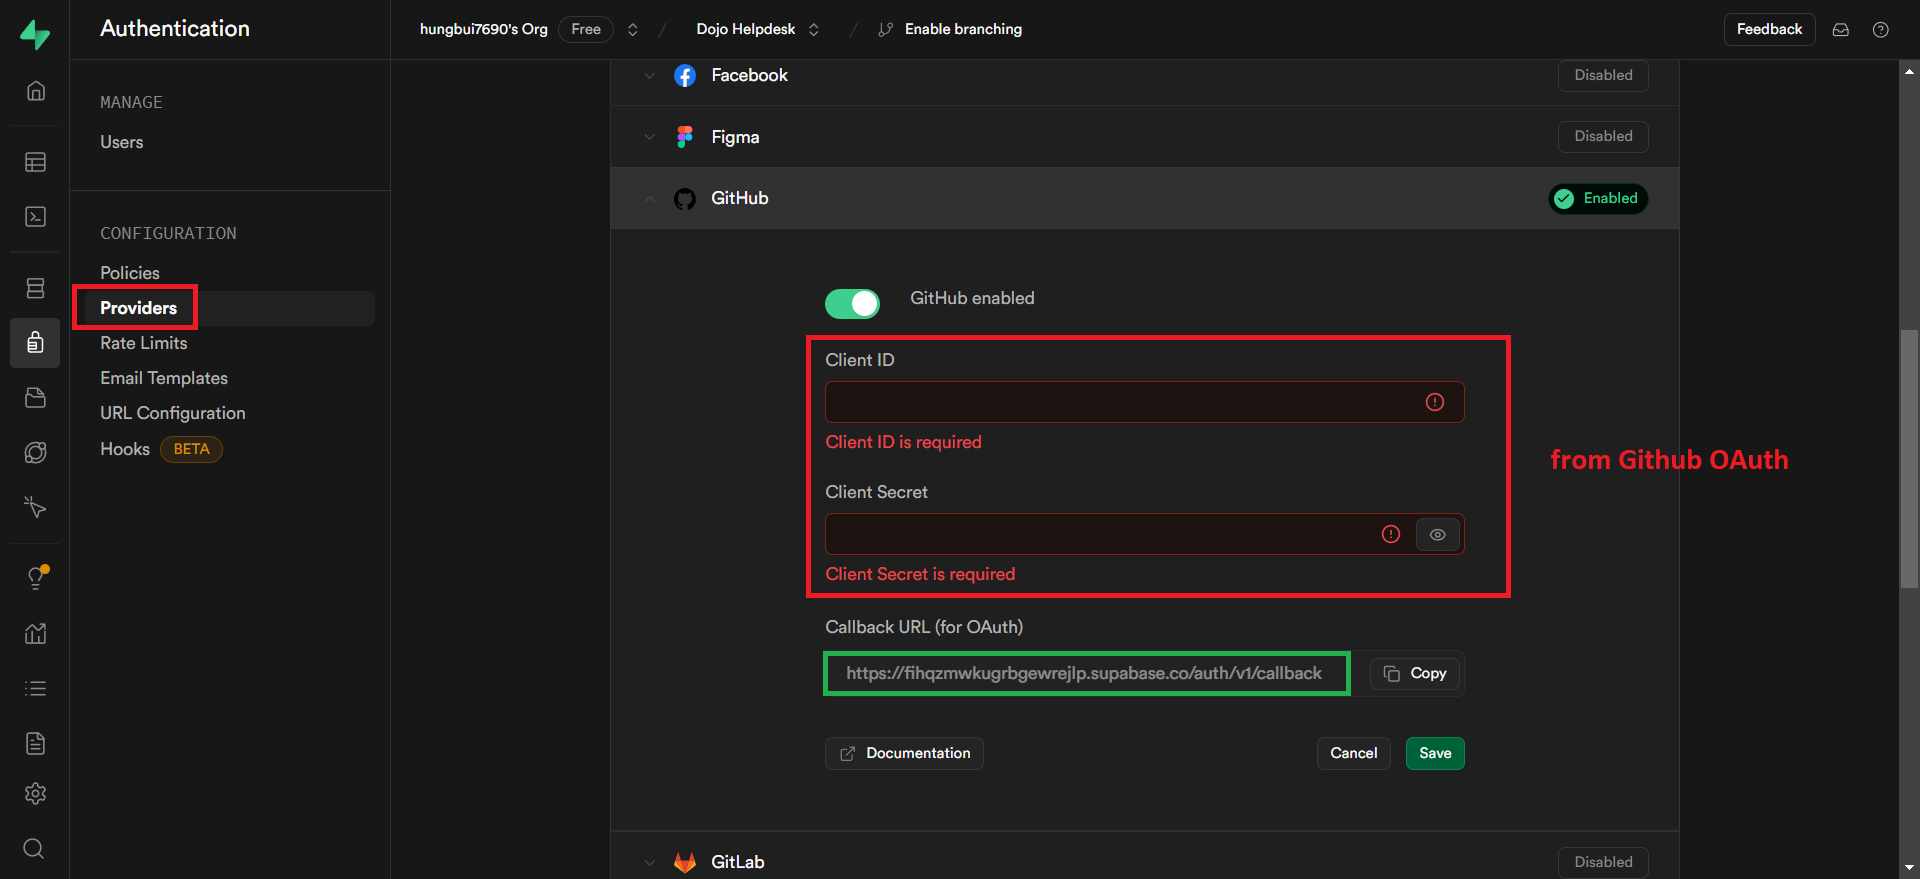 Authentication
hungbui7690's Org Free / Dojo Helpdesk / Enable branching
Feedback
MANAGE
Users
CONFIGURATION
Policies
Providers
Rate Limits
Email Templates
URL Configuration
Hooks BETA
Facebook Disabled
Figma Disabled
GitHub Enabled
GitHub enabled
Client ID
Client ID is required
from Github OAuth
Client Secret
Client Secret is required
Callback URL (for OAuth)
https://fihqzmwkugrbgewrejlp.supabase.co/auth/v1/callback Copy
Documentation Cancel Save
GitLab Disabled